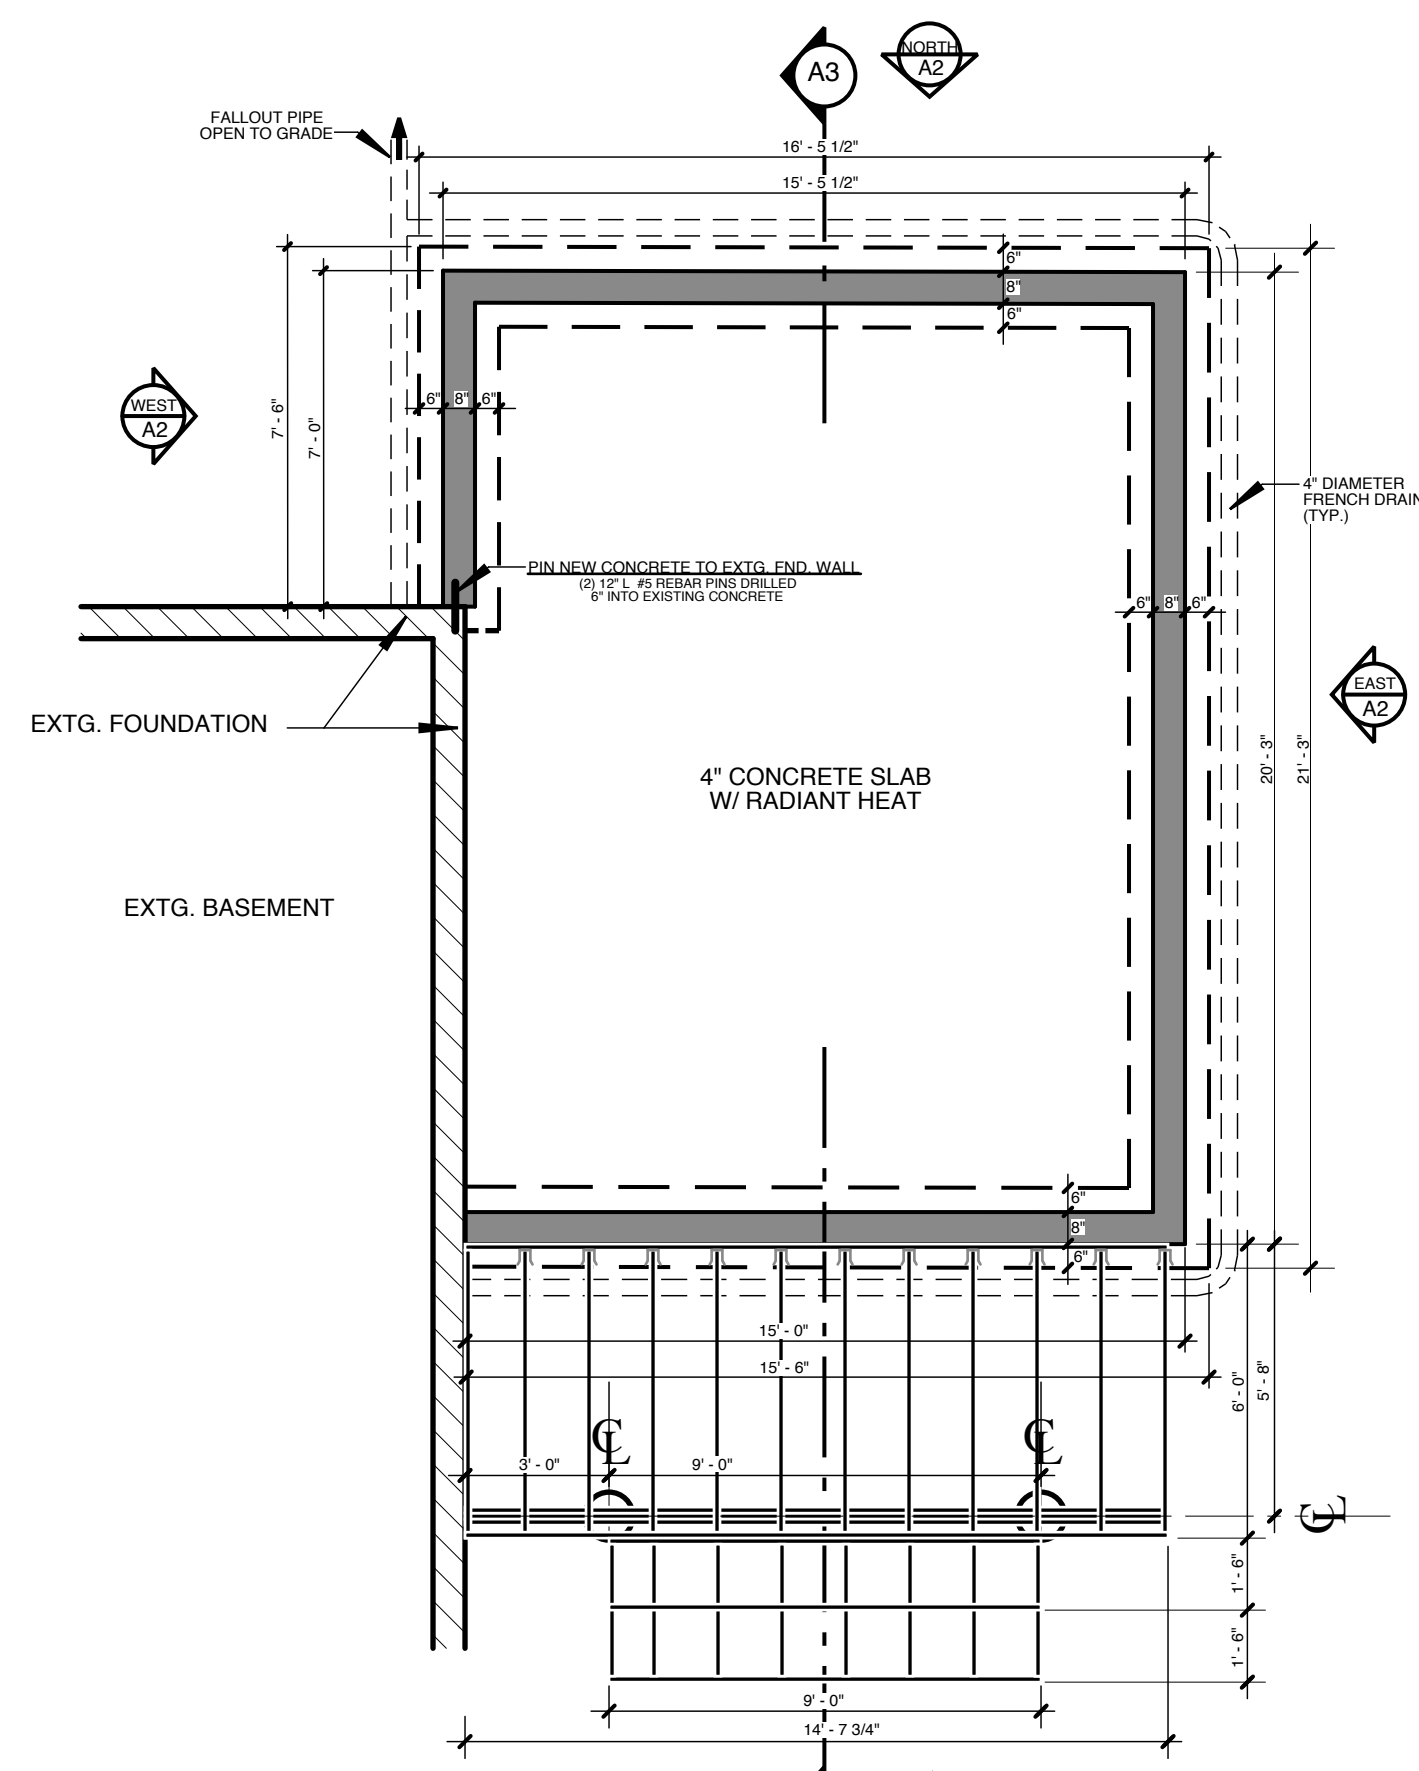 A3
NORTH
A2
FALLOUT PIPE
OPEN TO GRADE
16' - 5 1/2"
15' - 5 1/2"
6"
8"
6"
7' - 6"
7' - 0"
WEST
A2
6" 8" 6"
4" DIAMETER
FRENCH DRAIN
(TYP.)
PIN NEW CONCRETE TO EXTG. FND. WALL
(2) 12" L #5 REBAR PINS DRILLED
6" INTO EXISTING CONCRETE
6" 8" 6"
EAST
A2
EXTG. FOUNDATION
20' - 3"
21' - 3"
4" CONCRETE SLAB
W/ RADIANT HEAT
EXTG. BASEMENT
6"
8"
6"
15' - 0"
15' - 6"
6' - 0"
5' - 8"
CL
CL
3' - 0"
9' - 0"
CL
1' - 6"
1' - 6"
9' - 0"
14' - 7 3/4"